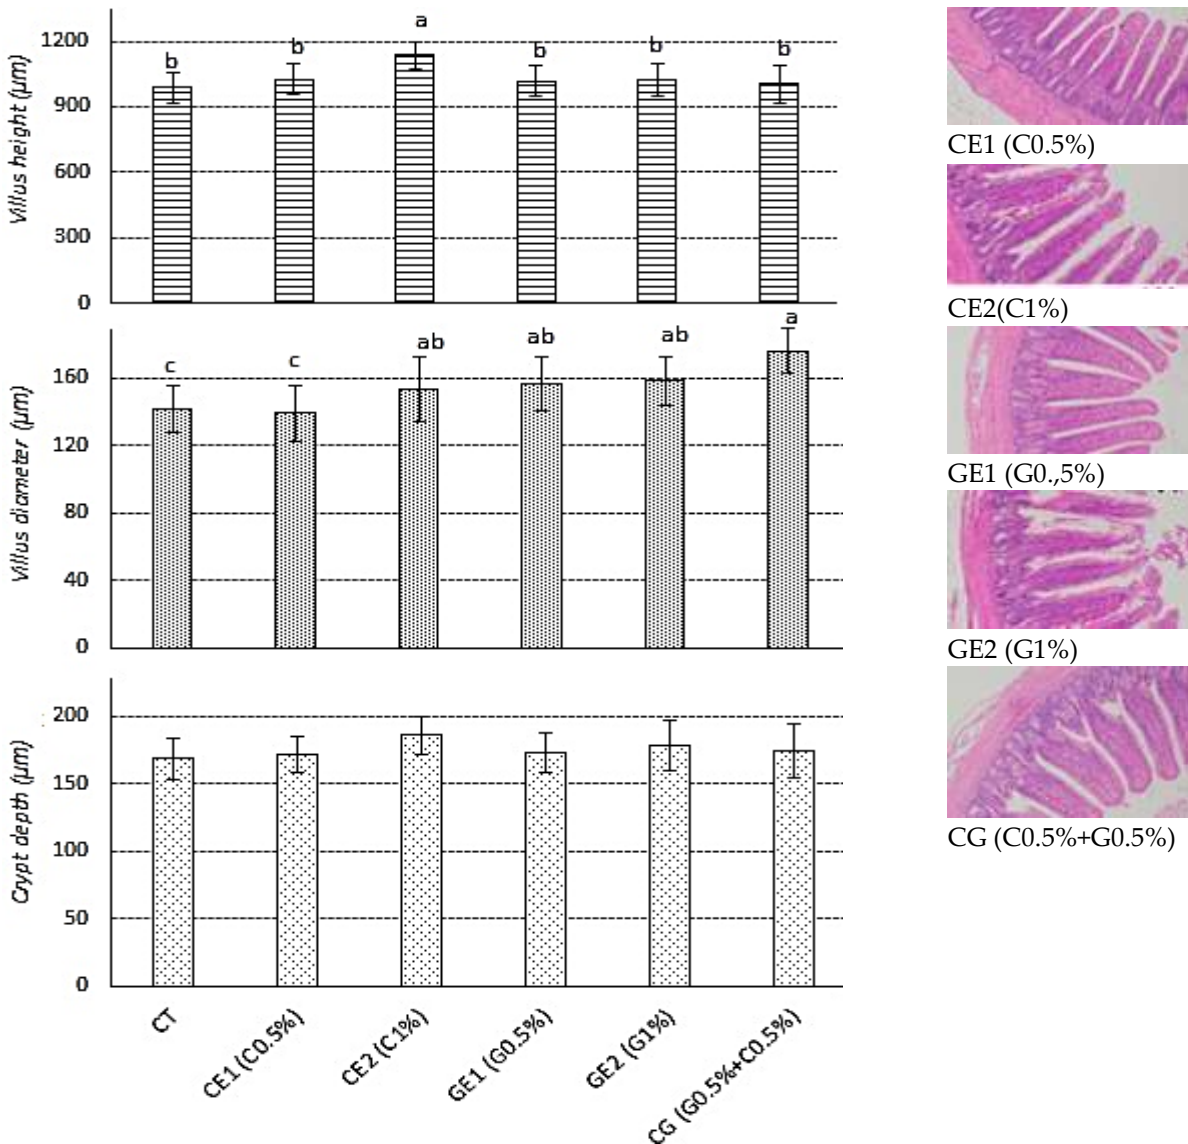 Villus height (µm)
1200
900
600
300
0
b
b
a
b
b
b
Villus diameter (µm)
160
120
80
40
0
c
c
ab
ab
ab
a
Crypt depth (µm)
200
150
100
50
0
CT
CE1 (C0.5%)
CE2 (C1%)
GE1 (G0.5%)
GE2 (G1%)
CG (G0.5%+C0.5%)
CE1 (C0.5%)
CE2(C1%)
GE1 (G0.,5%)
GE2 (G1%)
CG (C0.5%+G0.5%)